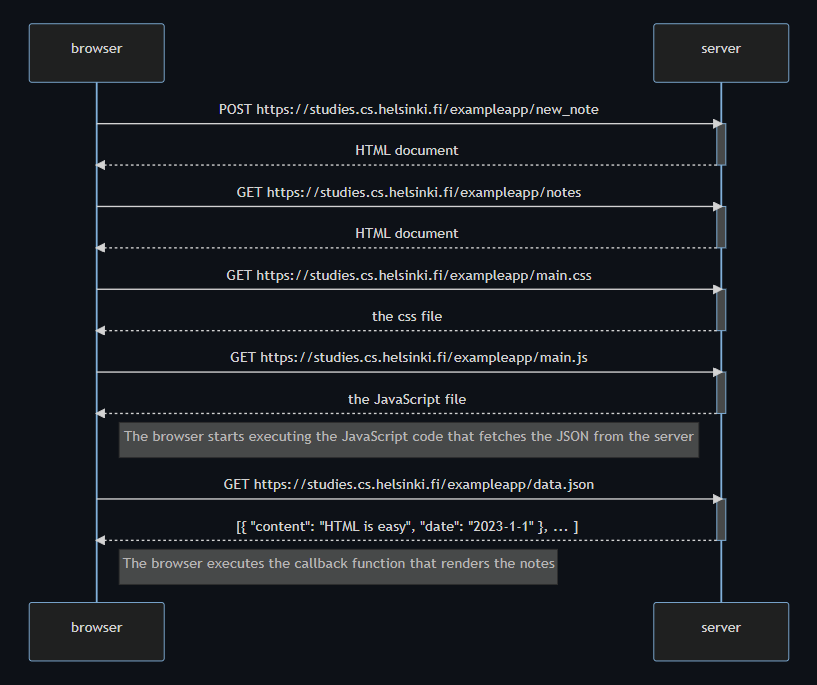 browser server
POST https://studies.cs.helsinki.fi/exampleapp/new_note
HTML document
GET https://studies.cs.helsinki.fi/exampleapp/notes
HTML document
GET https://studies.cs.helsinki.fi/exampleapp/main.css
the css file
GET https://studies.cs.helsinki.fi/exampleapp/main.js
the JavaScript file
The browser starts executing the JavaScript code that fetches the JSON from the server
GET https://studies.cs.helsinki.fi/exampleapp/data.json
[{ "content": "HTML is easy", "date": "2023-1-1" }, ... ]
The browser executes the callback function that renders the notes
browser server